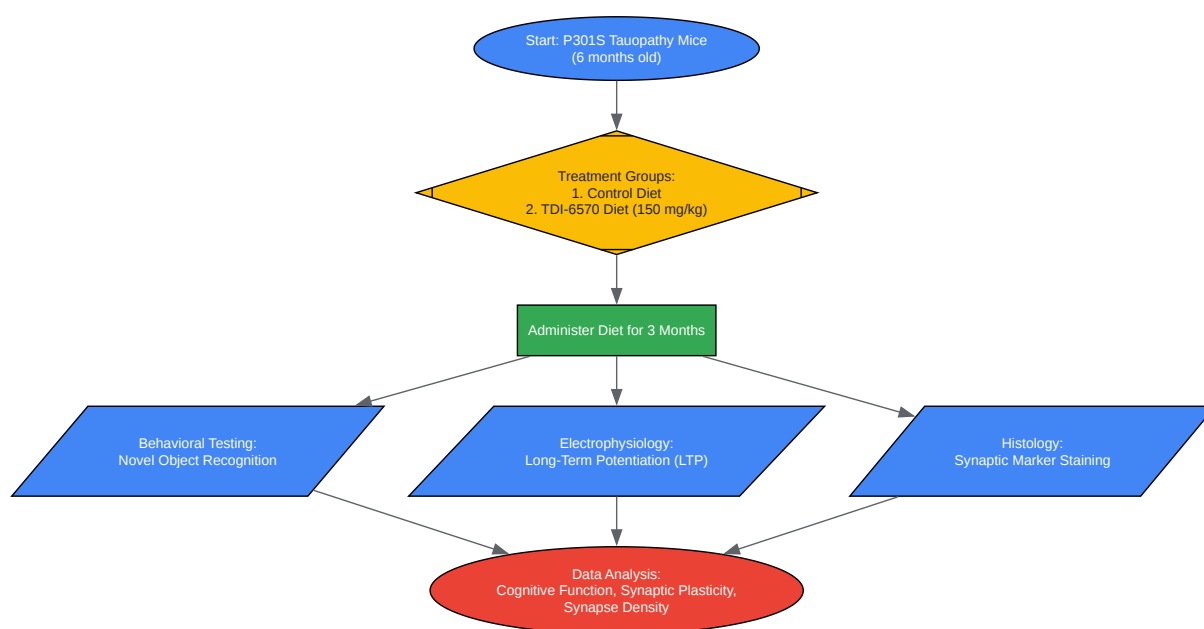 Start: P301S Tauopathy Mice
(6 months old)
Treatment Groups:
1. Control Diet
2. TDI-6570 Diet (150 mg/kg)
Administer Diet for 3 Months
Behavioral Testing:
Novel Object Recognition
Electrophysiology:
Long-Term Potentiation (LTP)
Histology:
Synaptic Marker Staining
Data Analysis:
Cognitive Function, Synaptic Plasticity,
Synapse Density